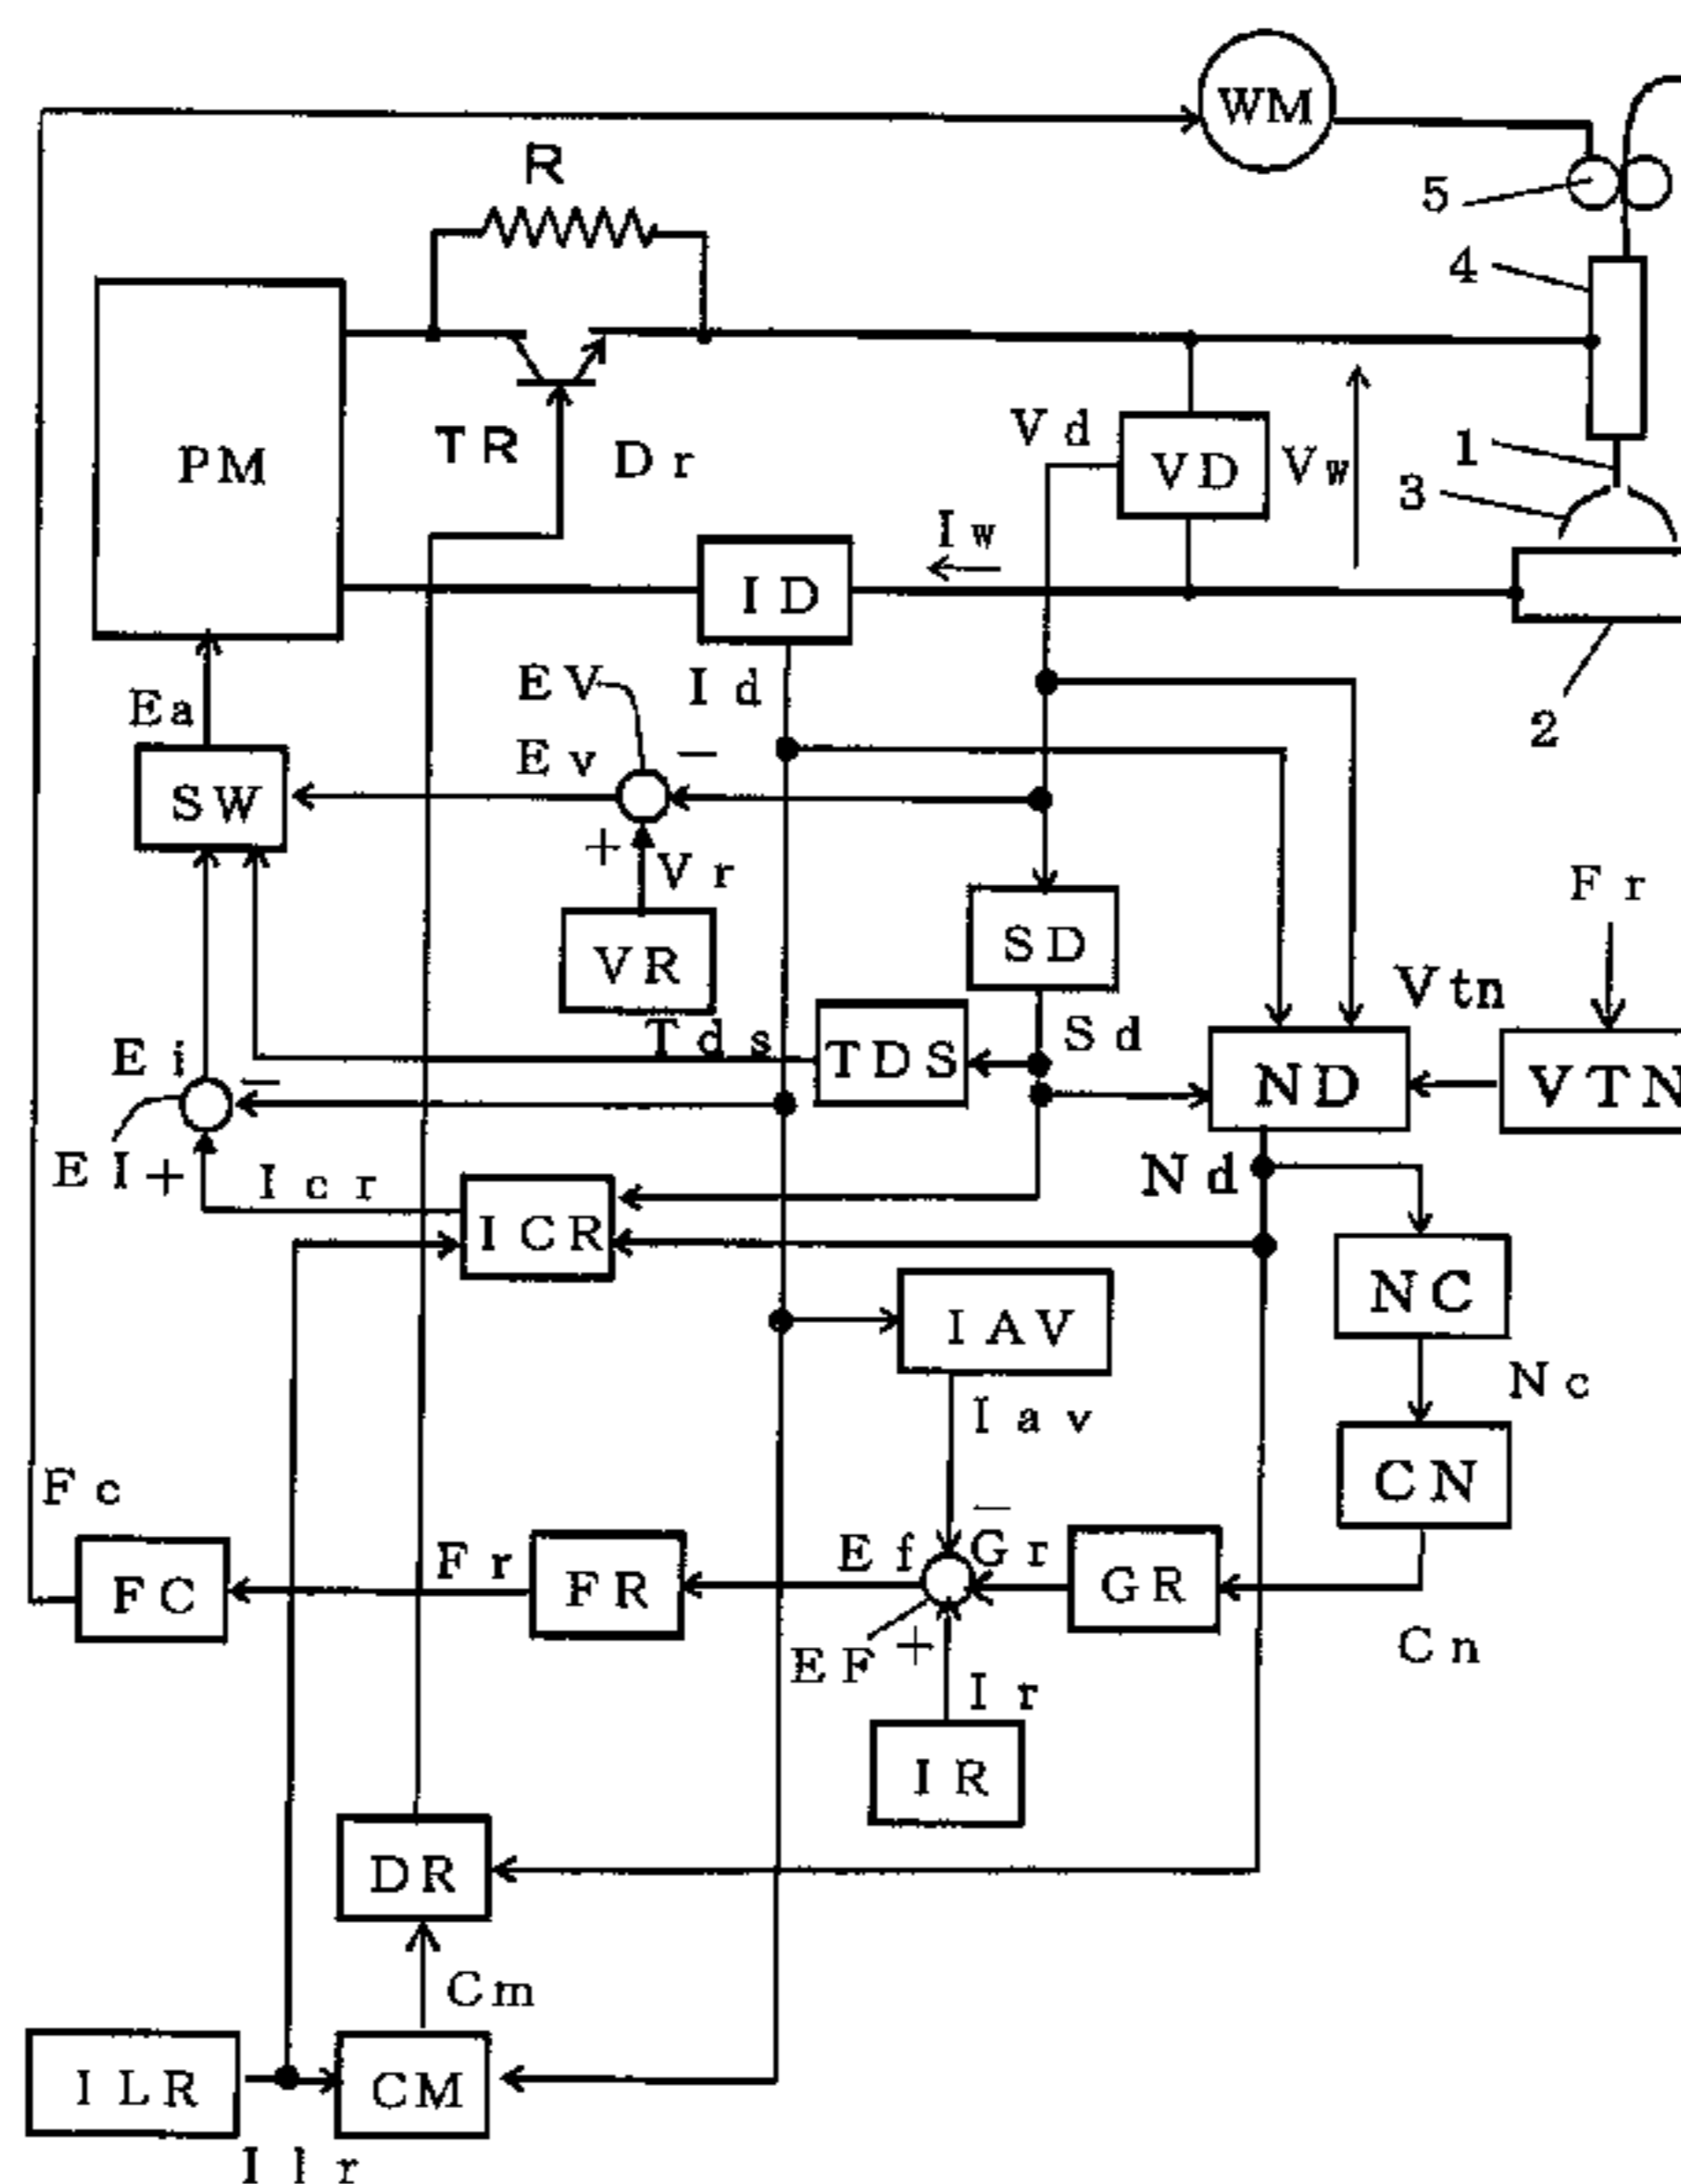 WM
R
5
4
TR
Dr
Vd
VD
Vw
1
3
PM
Iw
ID
2
EV
Id
Ea
Ev
−
SW
+
Vr
Fr
VR
SD
Vtn
Tds
Sd
Ei
−
TDS
ND
VTN
EI
+
Icr
Nd
ICR
NC
IAV
Nc
Iav
CN
Fc
−
Ef
Gr
Fr
FC
FR
GR
EF
+
Cn
Ir
IR
DR
Cm
ILR
CM
Ilr